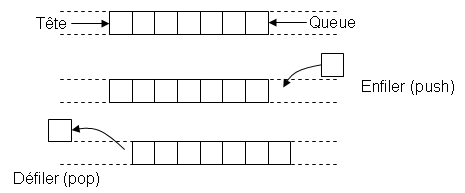 Tête
Queue
Enfiler (push)
Défiler (pop)